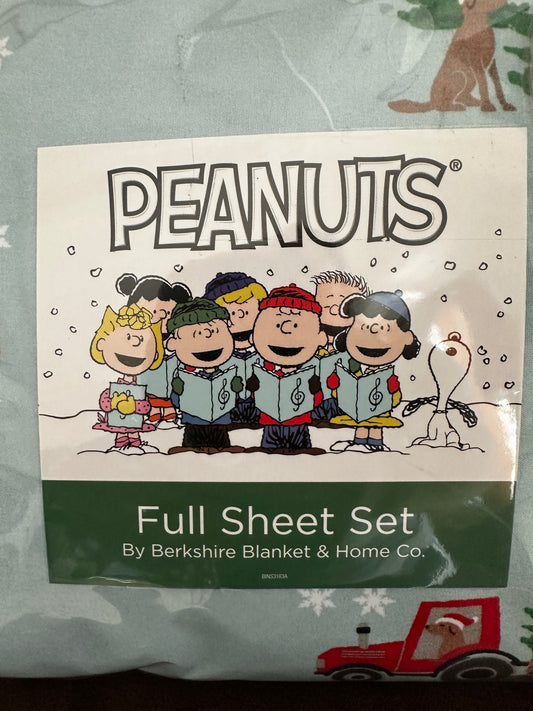 PEANUTS®
Full Sheet Set
By Berkshire Blanket & Home Co.